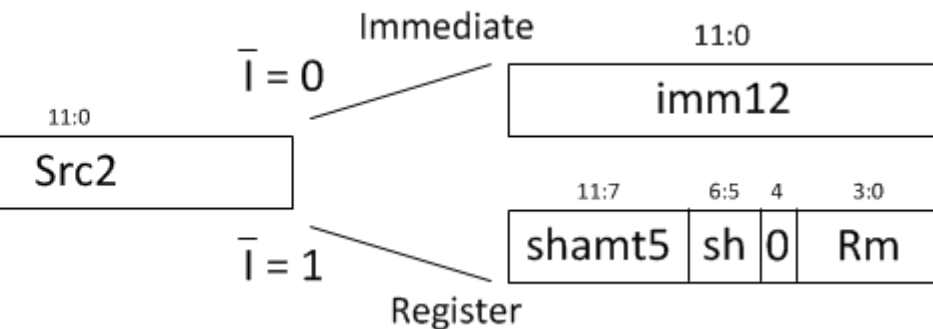 Immediate
11:0
Ī = 0
imm12
11:0
Src2
11:7 6:5 4 3:0
shamt5 sh 0 Rm
Ī = 1
Register